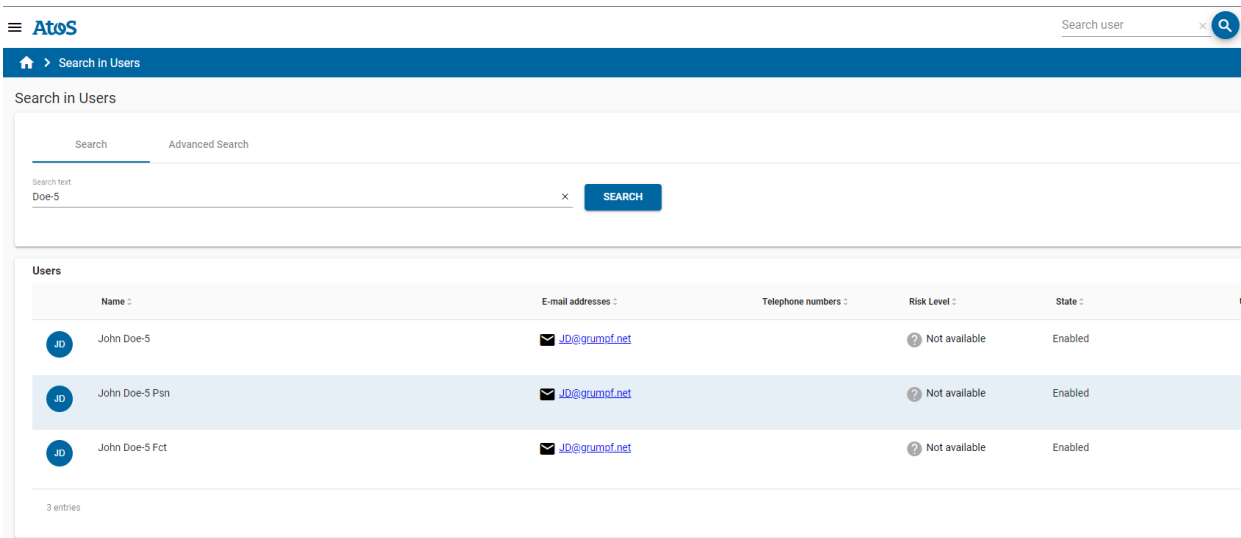 Atos
Search user
Search in Users
Search in Users
Search Advanced Search
Search text
Doe-5
SEARCH
Users
Name E-mail addresses Telephone numbers Risk Level State
JD John Doe-5 JD@grumpf.net ? Not available Enabled
JD John Doe-5 Psn JD@grumpf.net ? Not available Enabled
JD John Doe-5 Fct JD@grumpf.net ? Not available Enabled
3 entries